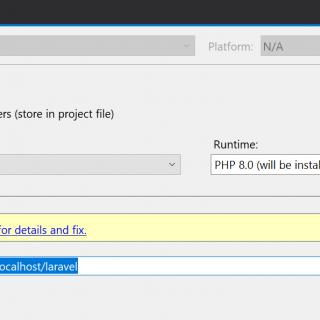 Platform: N/A
ers (store in project file)
Runtime:
PHP 8.0 (will be instal
for details and fix.
ocalhost/laravel